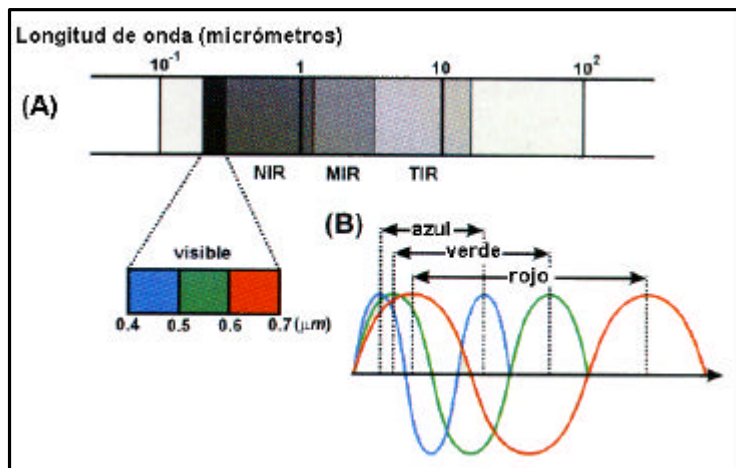 Longitud de onda (micrómetros)
10⁻¹ 1 10 10²
(A)
NIR MIR TIR
visible
0.4 0.5 0.6 0.7 (μm)
(B)
azul
verde
rojo